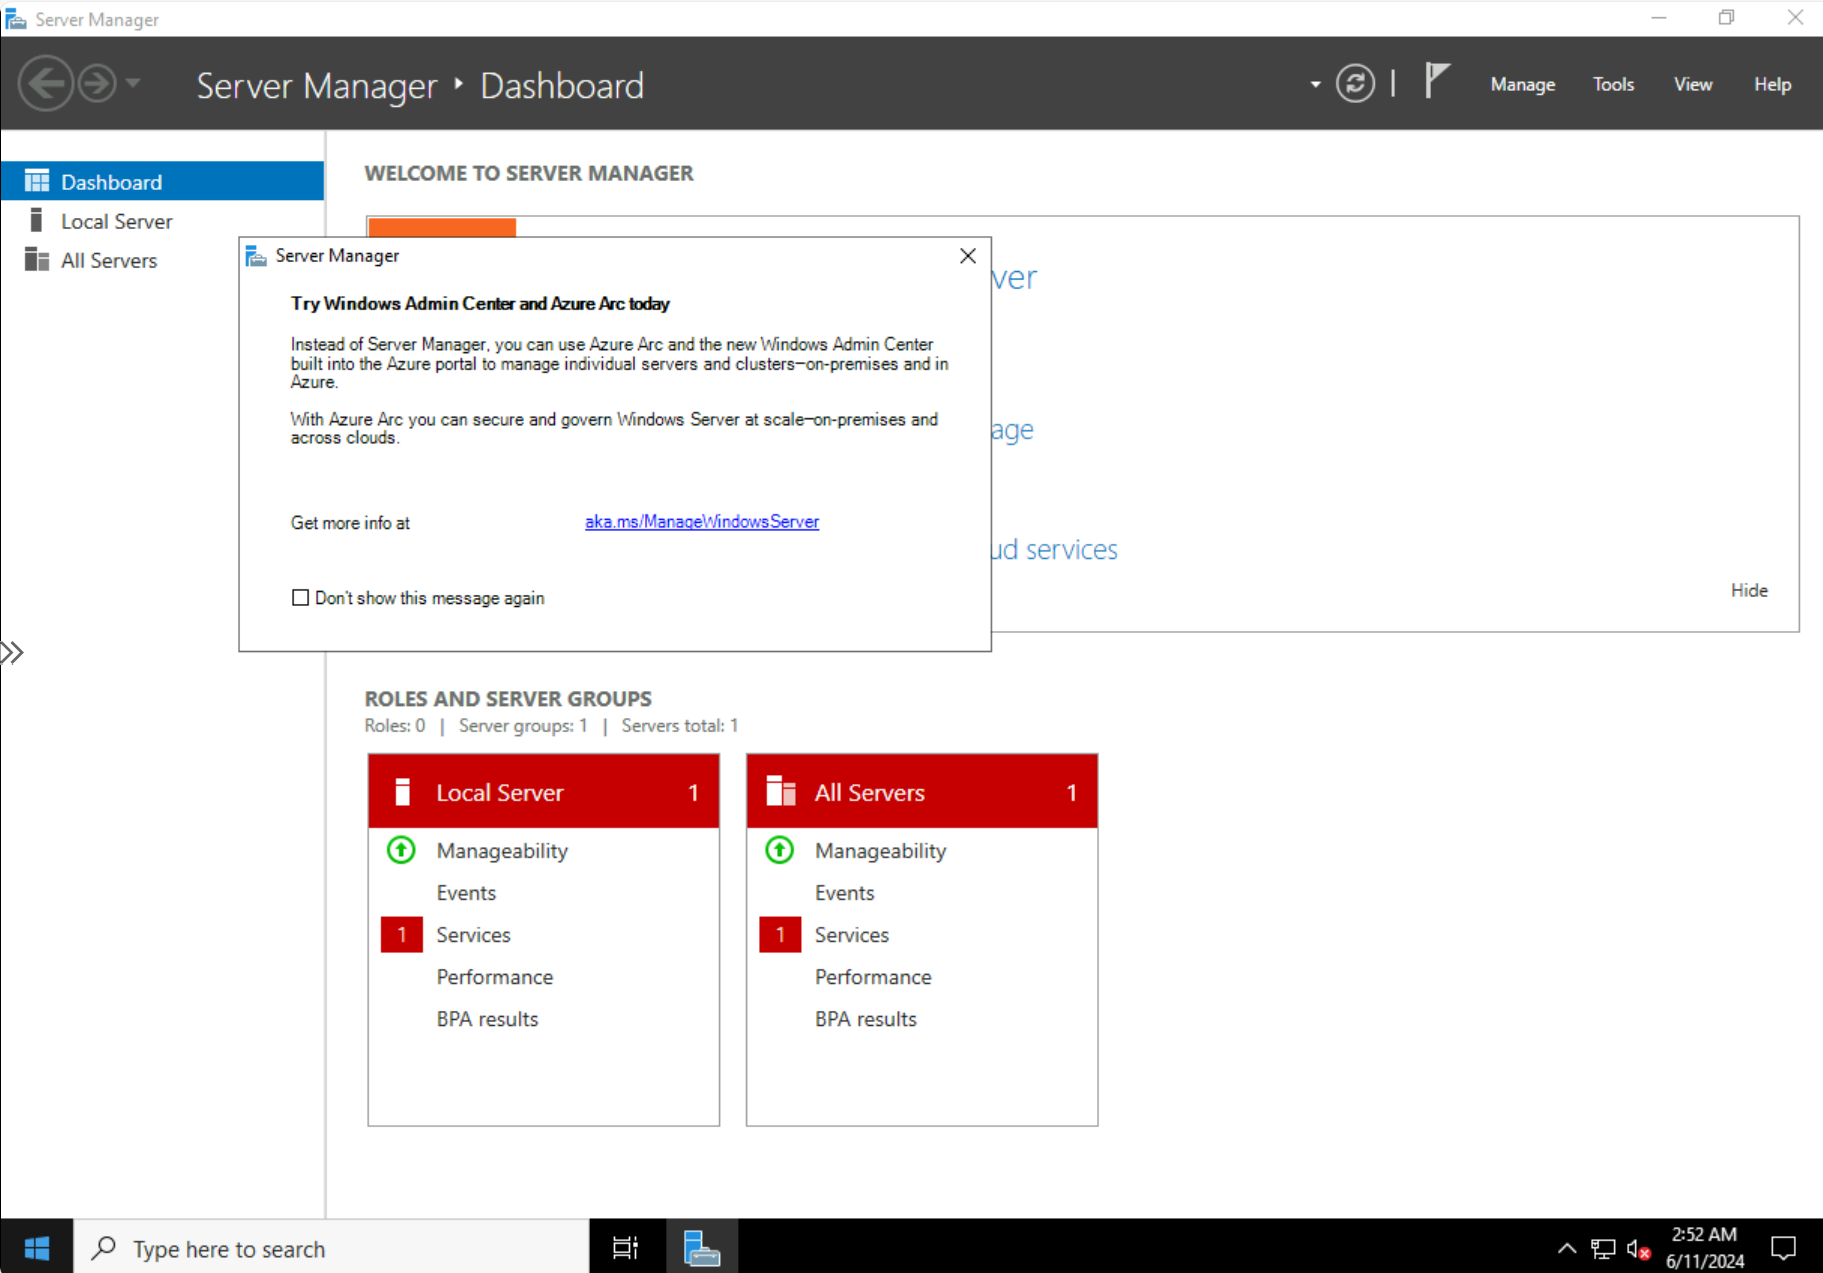 Server Manager
Server Manager ‣ Dashboard
Manage Tools View Help
Dashboard
Local Server
All Servers
WELCOME TO SERVER MANAGER
Server Manager
Try Windows Admin Center and Azure Arc today
Instead of Server Manager, you can use Azure Arc and the new Windows Admin Center
built into the Azure portal to manage individual servers and clusters—on-premises and in
Azure.
With Azure Arc you can secure and govern Windows Server at scale—on-premises and
across clouds.
Get more info at aka.ms/ManageWindowsServer
Don't show this message again
ver
age
ud services
Hide
ROLES AND SERVER GROUPS
Roles: 0 | Server groups: 1 | Servers total: 1
Local Server 1
Manageability
Events
1 Services
Performance
BPA results
All Servers 1
Manageability
Events
1 Services
Performance
BPA results
Type here to search
2:52 AM
6/11/2024